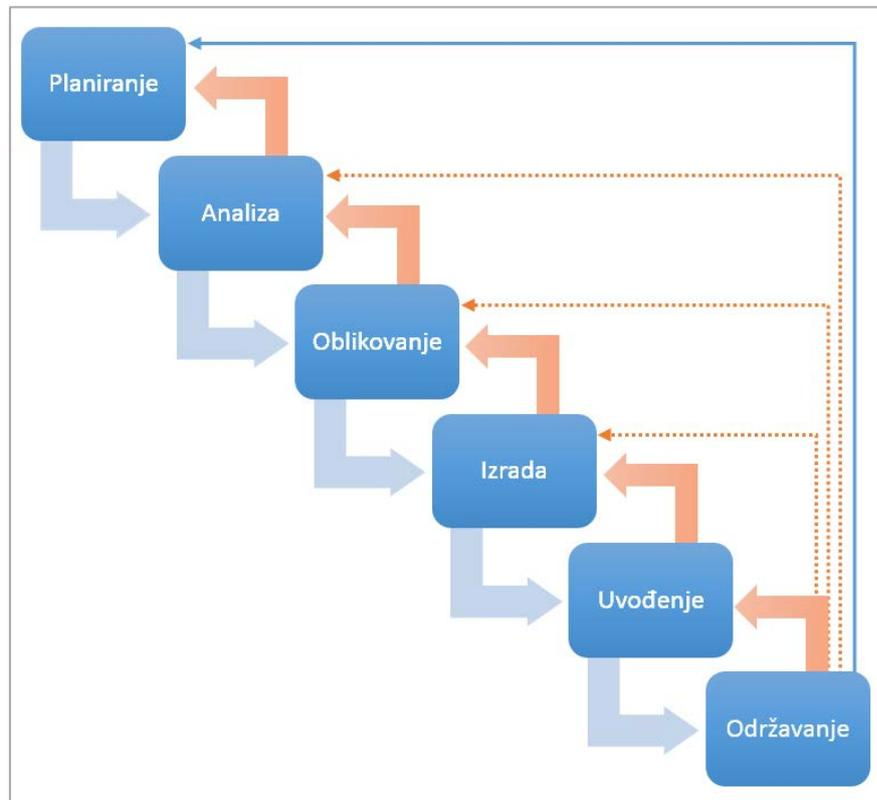 Planiranje
Analiza
Oblikovanje
Izrada
Uvođenje
Održavanje